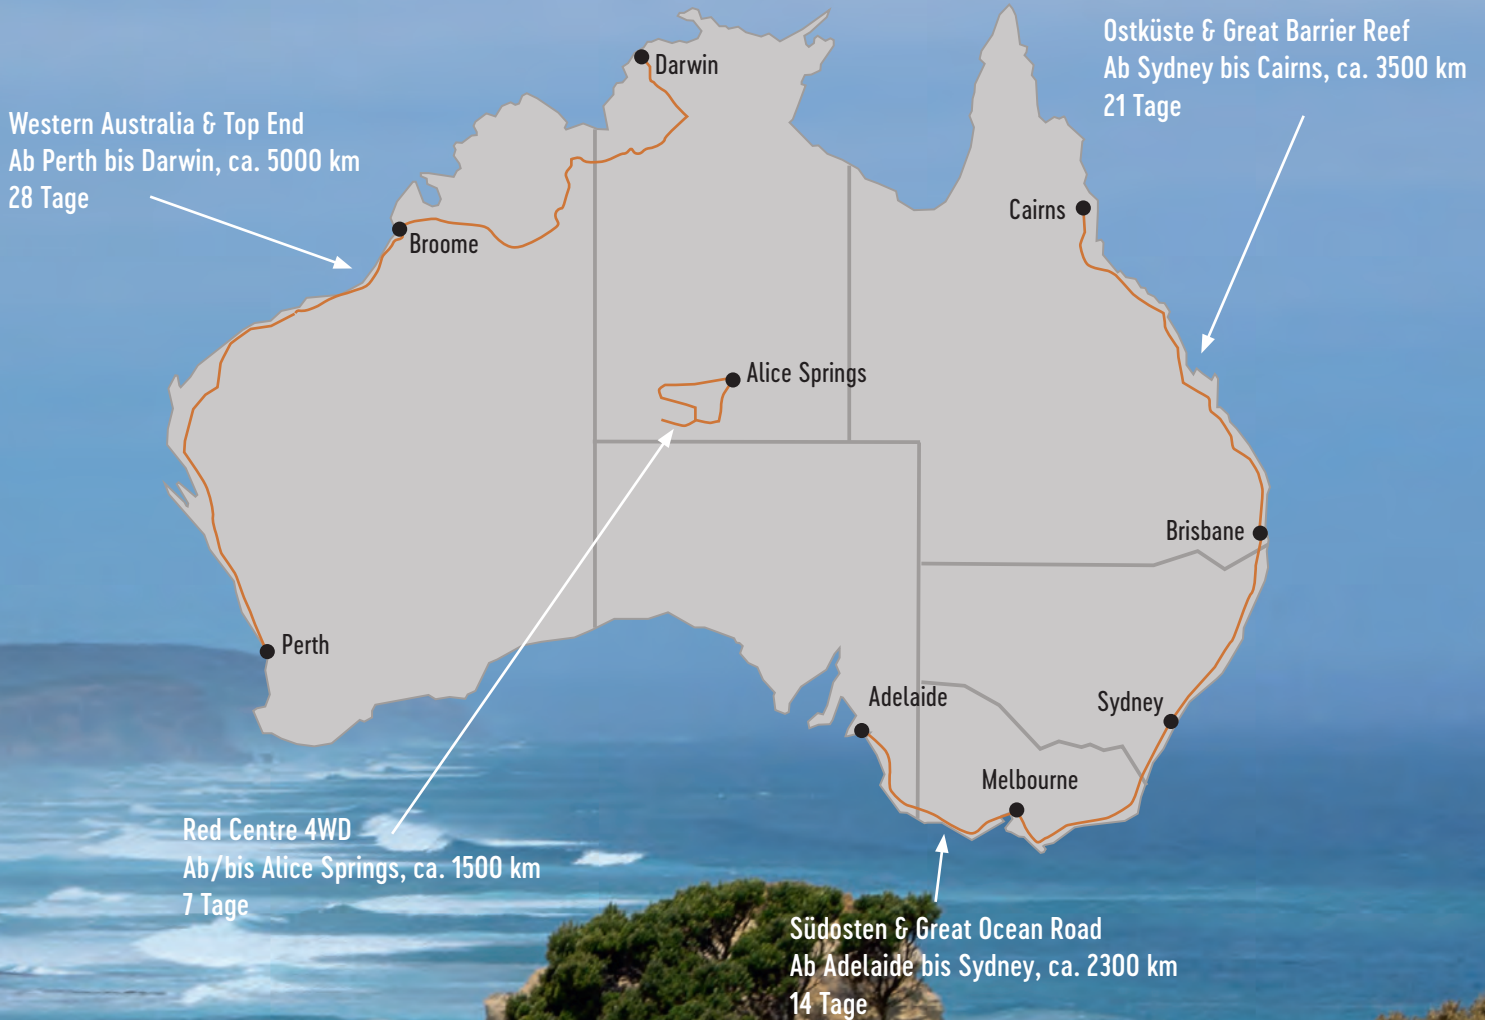 Ostküste & Great Barrier Reef
Ab Sydney bis Cairns, ca. 3500 km
21 Tage
Darwin
Western Australia & Top End
Ab Perth bis Darwin, ca. 5000 km
28 Tage
Cairns
Broome
Alice Springs
Brisbane
Perth
Adelaide
Sydney
Melbourne
Red Centre 4WD
Ab/bis Alice Springs, ca. 1500 km
7 Tage
Südosten & Great Ocean Road
Ab Adelaide bis Sydney, ca. 2300 km
14 Tage